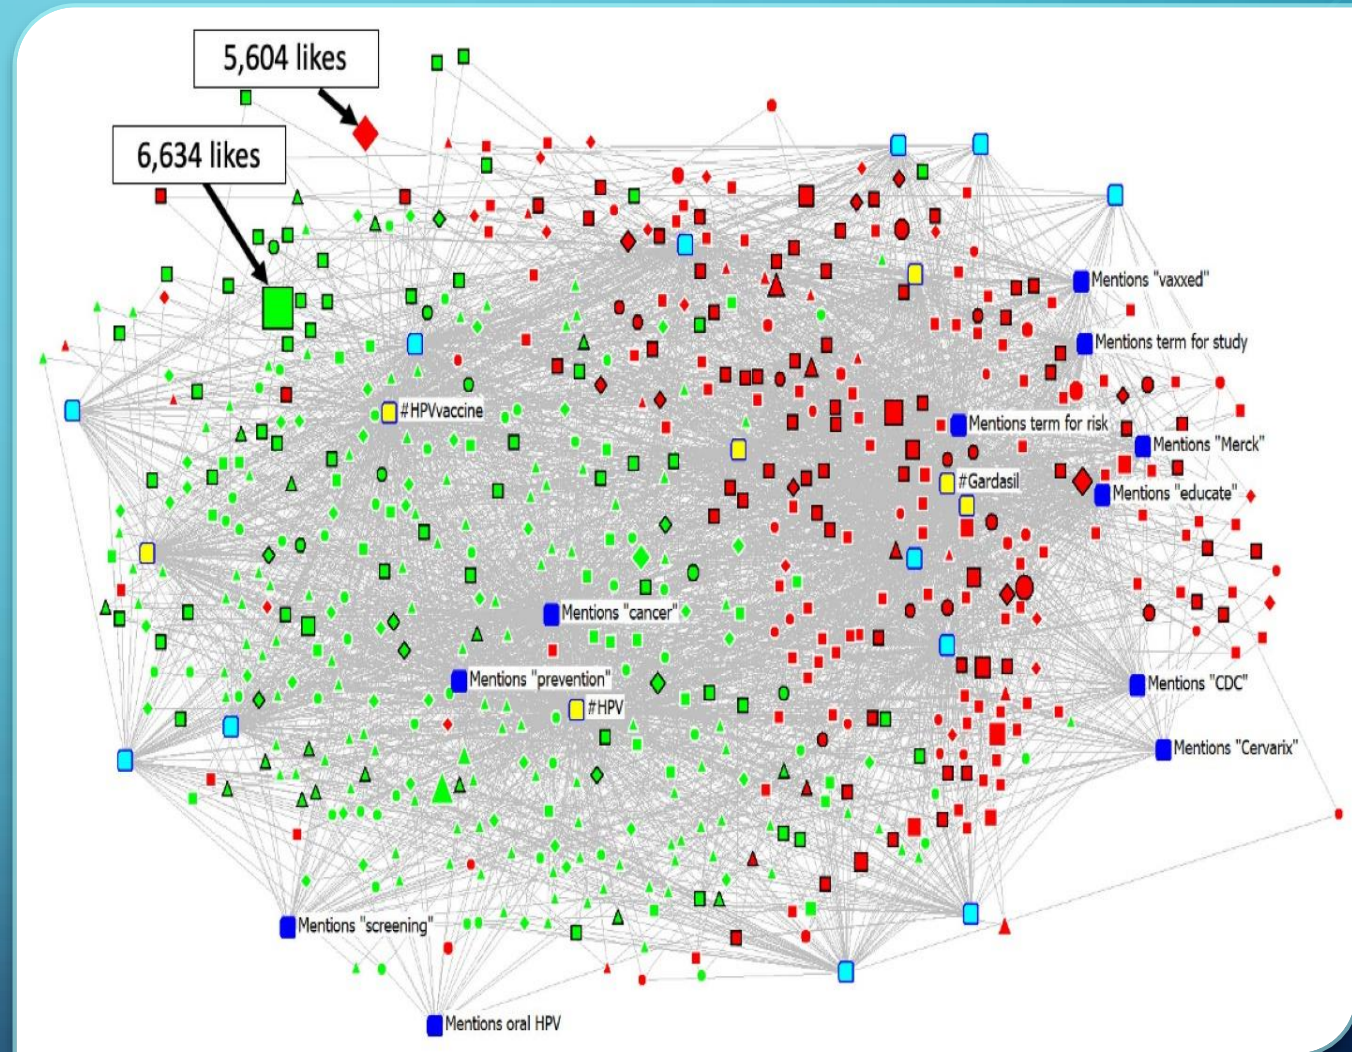 5,604 likes
6,634 likes
Mentions "vaxxed"
Mentions term for study
#HPVvaccine
Mentions term for risk
Mentions "Merck"
#Gardasil
Mentions "educate"
Mentions "cancer"
Mentions "prevention"
Mentions "CDC"
#HPV
Mentions "Cervarix"
Mentions "screening"
Mentions oral HPV